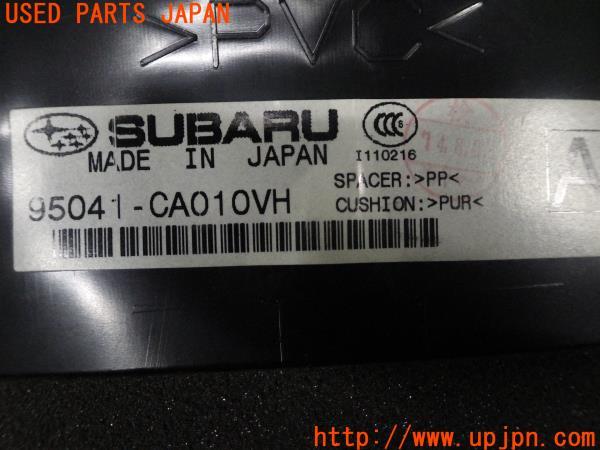 USED PARTS JAPAN
>PVC<
SUBARU
MADE IN JAPAN
CCC
S
I110216
SPACER:>PP<
95041-CA010VH
CUSHION:>PUR<
A
http://www.upjpn.com/